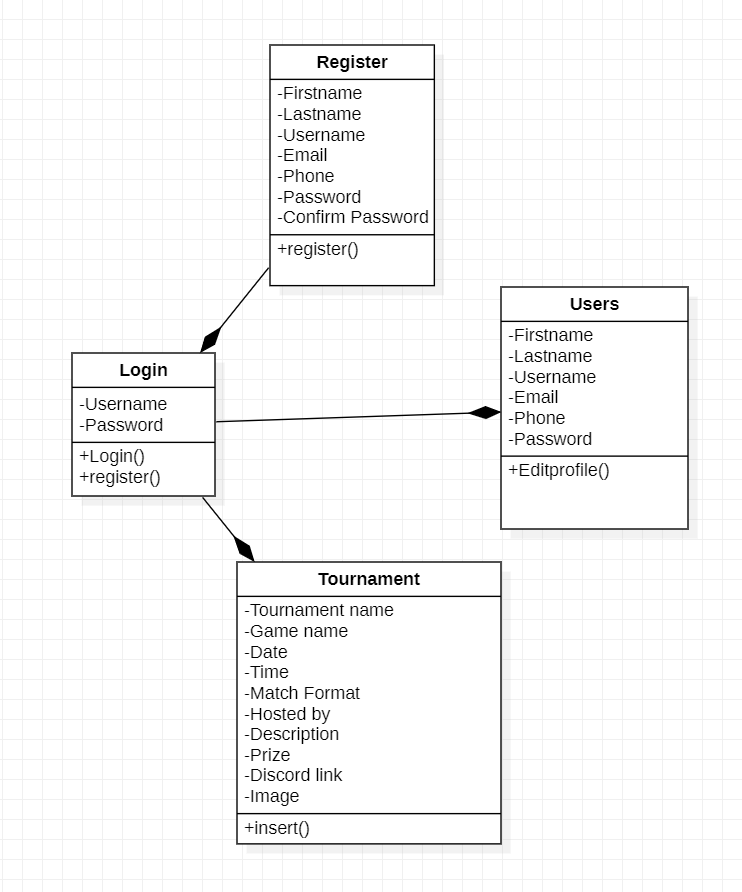 Register
-Firstname
-Lastname
-Username
-Email
-Phone
-Password
-Confirm Password
+register()
Users
-Firstname
-Lastname
-Username
-Email
-Phone
-Password
+Editprofile()
Login
-Username
-Password
+Login()
+register()
Tournament
-Tournament name
-Game name
-Date
-Time
-Match Format
-Hosted by
-Description
-Prize
-Discord link
-Image
+insert()